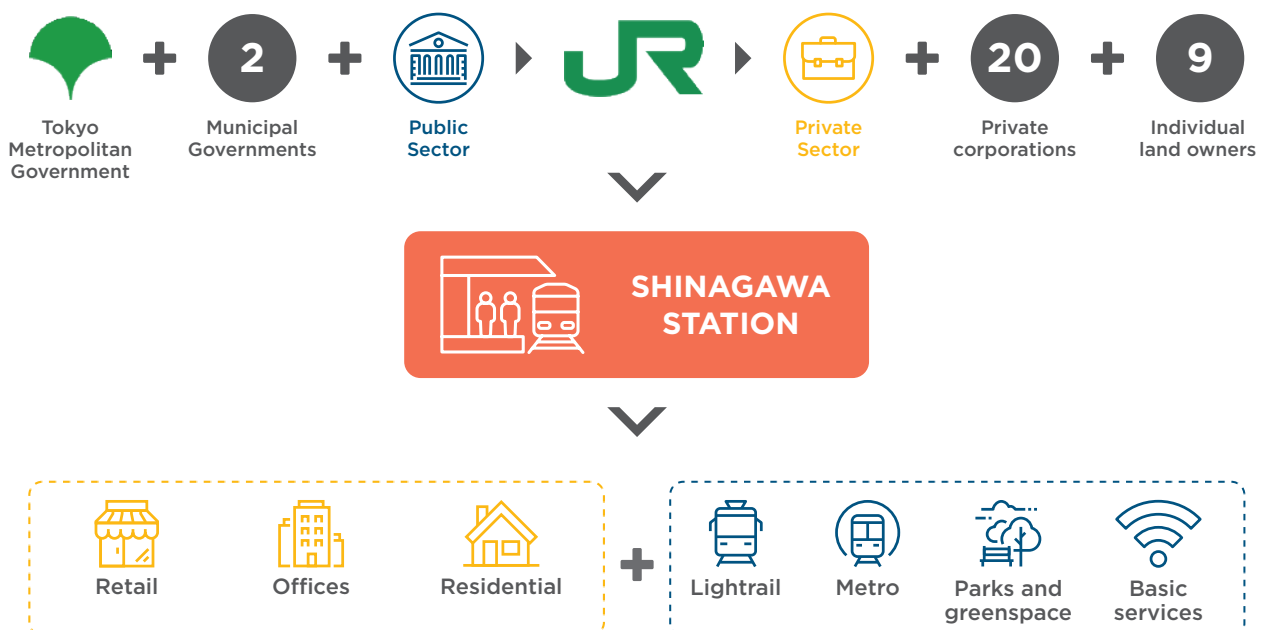 2
JR
20
9
Tokyo
Metropolitan
Government
Municipal
Governments
Public
Sector
Private
Sector
Private
corporations
Individual
land owners
SHINAGAWA
STATION
Retail
Offices
Residential
Lightrail
Metro
Parks and
greenspace
Basic
services